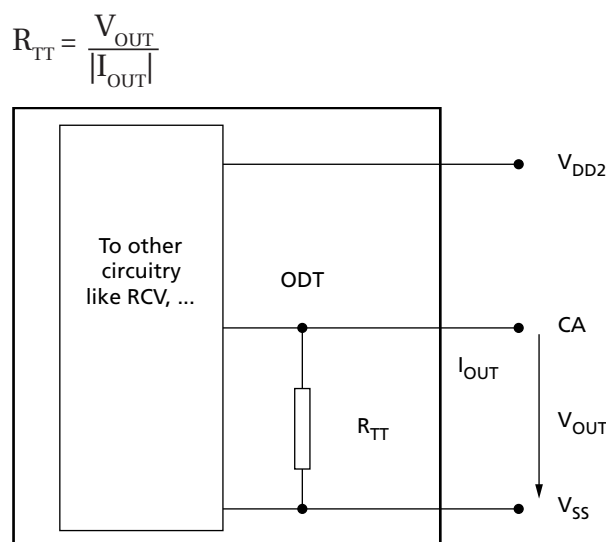 R_TT = V_OUT / |I_OUT|
V_DD2
To other
circuitry
like RCV, ...
ODT
CA
I_OUT
R_TT
V_OUT
V_SS